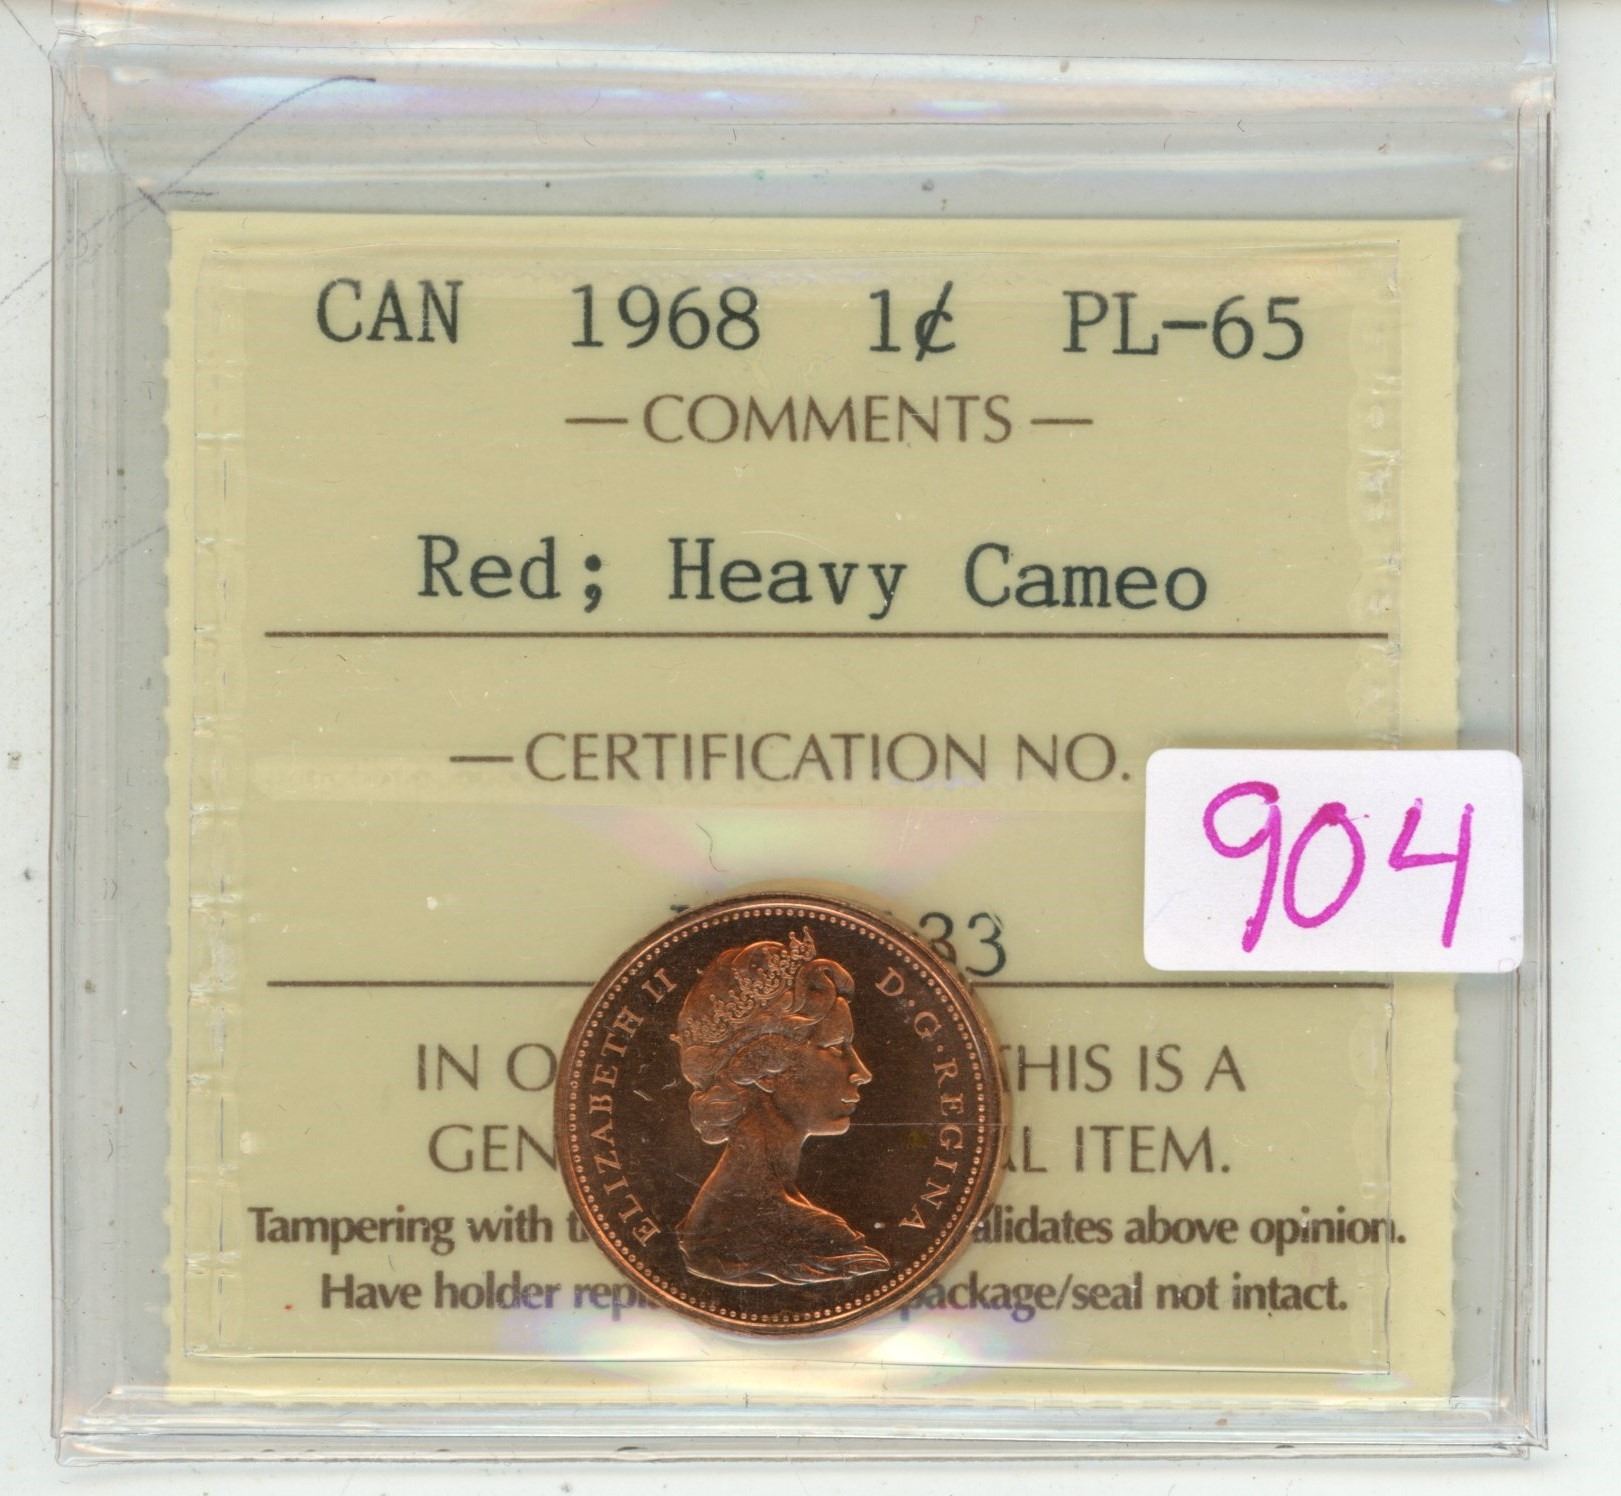 CAN 1968 1¢ PL-65
— COMMENTS —
Red; Heavy Cameo
— CERTIFICATION NO.
904
33
IN O THIS IS A
GEN L ITEM.
Tampering with t alidates above opinion.
Have holder repl package/seal not intact.
ELIZABETH II D·G·REGINA